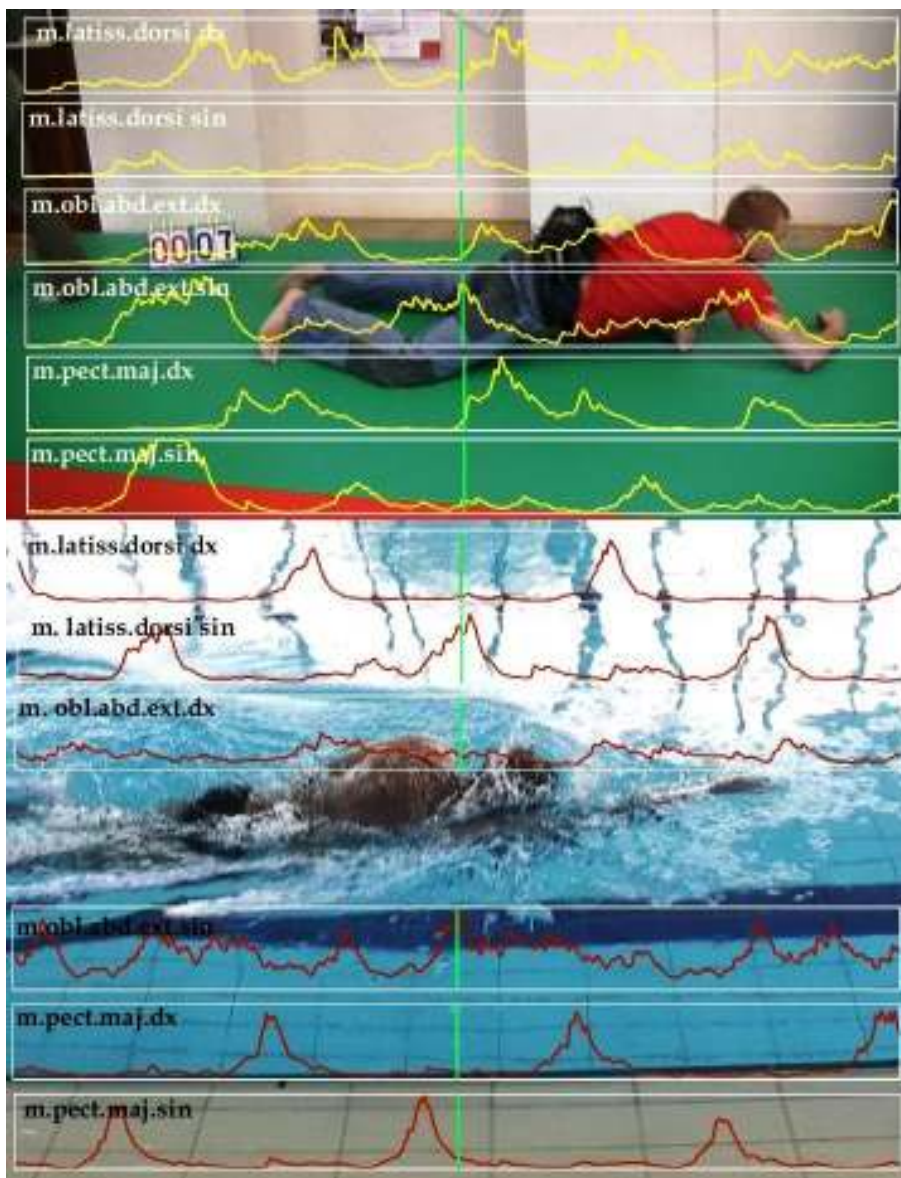 m.latiss.dorsi dx
m.latiss.dorsi sin
m.obl.abd.ext.dx
00 07
m.obl.abd.ext.sin
m.pect.maj.dx
m.pect.maj.sin
m.latiss.dorsi dx
m. latiss.dorsi sin
m. obl.abd.ext.dx
m.obl.abd.ext.sin
m.pect.maj.dx
m.pect.maj.sin